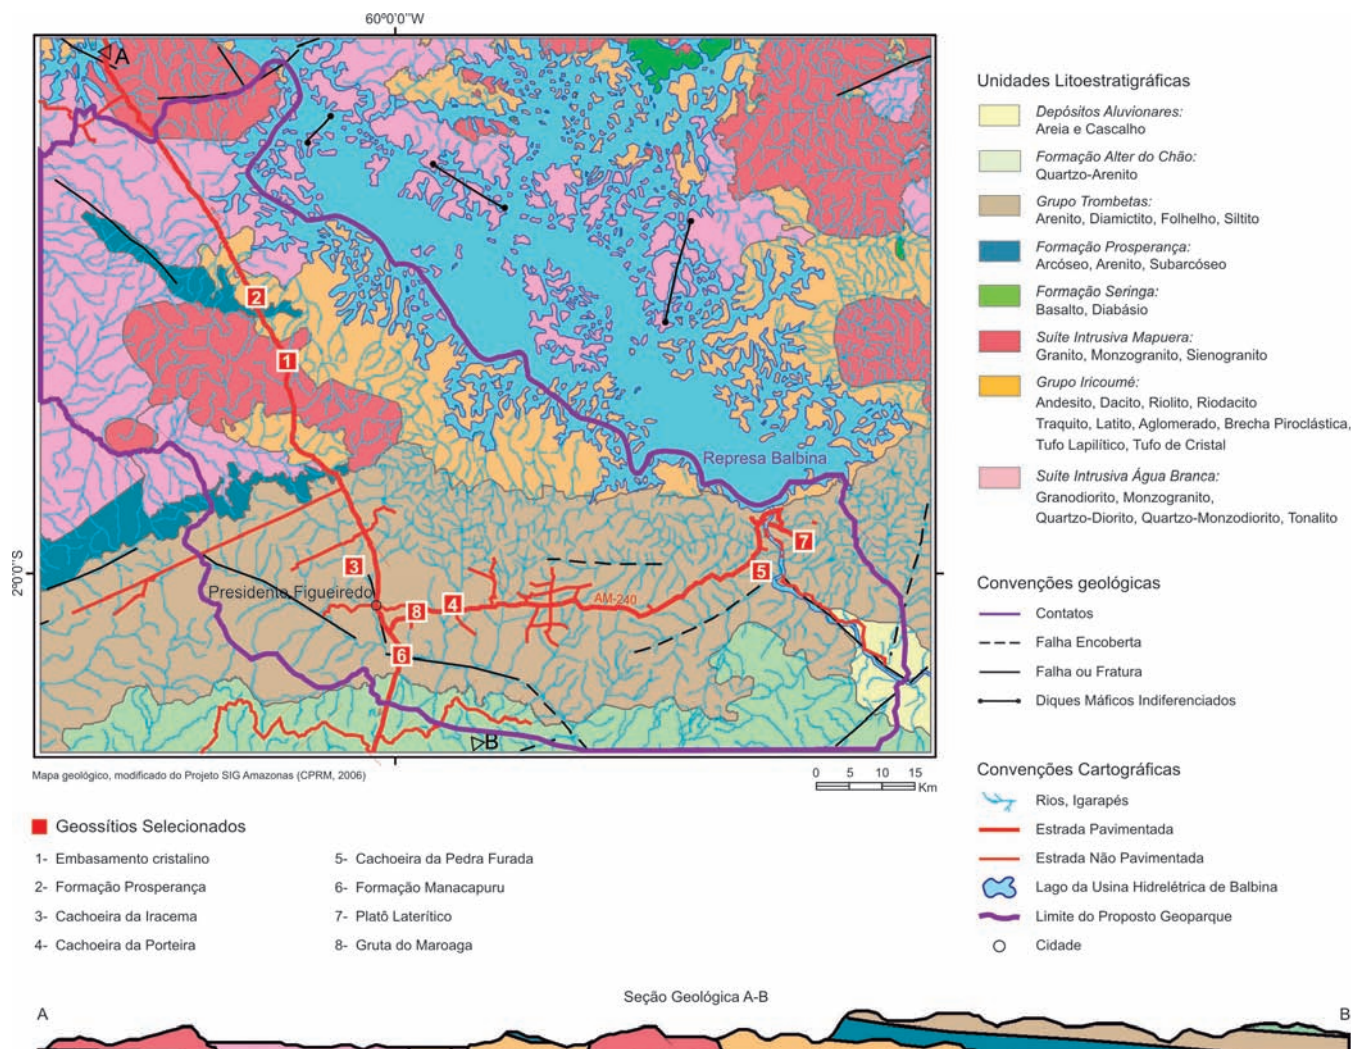 60º0'0''W
A
2º0'0''S
Represa Balbina
Presidente Figueiredo
AM-240
1
2
3
4
5
6
7
8
B
Mapa geológico, modificado do Projeto SIG Amazonas (CPRM, 2006)
0 5 10 15
Km
Unidades Litoestratigráficas
Depósitos Aluvionares:
Areia e Cascalho
Formação Alter do Chão:
Quartzo-Arenito
Grupo Trombetas:
Arenito, Diamictito, Folhelho, Siltito
Formação Prosperança:
Arcóseo, Arenito, Subarcóseo
Formação Seringa:
Basalto, Diabásio
Suíte Intrusiva Mapuera:
Granito, Monzogranito, Sienogranito
Grupo Iricoumé:
Andesito, Dacito, Riolito, Riodacito
Traquito, Latito, Aglomerado, Brecha Piroclástica,
Tufo Lapilítico, Tufo de Cristal
Suíte Intrusiva Água Branca:
Granodiorito, Monzogranito,
Quartzo-Diorito, Quartzo-Monzodiorito, Tonalito
Convenções geológicas
Contatos
Falha Encoberta
Falha ou Fratura
Diques Máficos Indiferenciados
Convenções Cartográficas
Rios, Igarapés
Estrada Pavimentada
Estrada Não Pavimentada
Lago da Usina Hidrelétrica de Balbina
Limite do Proposto Geoparque
Cidade
Geossítios Selecionados
1- Embasamento cristalino
2- Formação Prosperança
3- Cachoeira da Iracema
4- Cachoeira da Porteira
5- Cachoeira da Pedra Furada
6- Formação Manacapuru
7- Platô Laterítico
8- Gruta do Maroaga
Seção Geológica A-B
A
B